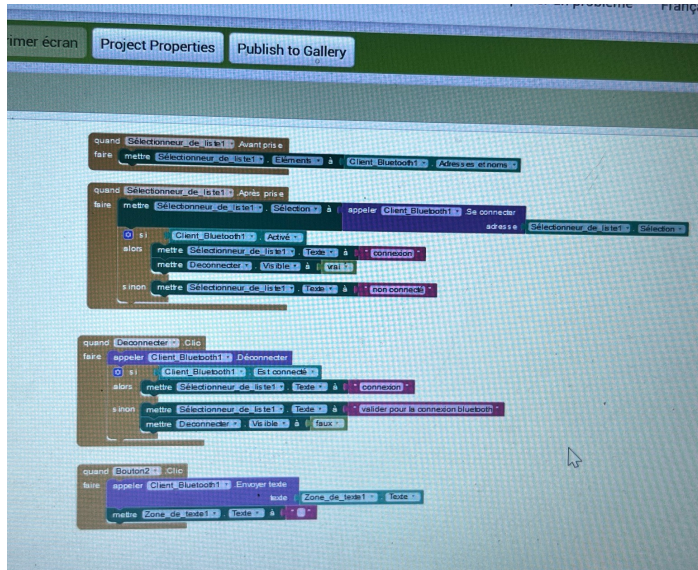 un problème Franç
rimer écran Project Properties Publish to Gallery
quand Sélectionneur_de_liste1 .Avant prise
faire mettre Sélectionneur_de_liste1 . Eléments à Client_Bluetooth1 . Adresses et noms
quand Sélectionneur_de_liste1 .Après prise
faire mettre Sélectionneur_de_liste1 . Sélection à appeler Client_Bluetooth1 .Se connecter
adresse Sélectionneur_de_liste1 . Sélection
si Client_Bluetooth1 . Activé
alors mettre Sélectionneur_de_liste1 . Texte à " connexion "
mettre Deconnecter . Visible à vrai
sinon mettre Sélectionneur_de_liste1 . Texte à " non connecté "
quand Deconnecter .Clic
faire appeler Client_Bluetooth1 .Déconnecter
si Client_Bluetooth1 . Est connecté
alors mettre Sélectionneur_de_liste1 . Texte à " connexion "
sinon mettre Sélectionneur_de_liste1 . Texte à " valider pour la connexion bluetooth "
mettre Deconnecter . Visible à faux
quand Bouton2 .Clic
faire appeler Client_Bluetooth1 .Envoyer texte
texte Zone_de_texte1 . Texte
mettre Zone_de_texte1 . Texte à " "